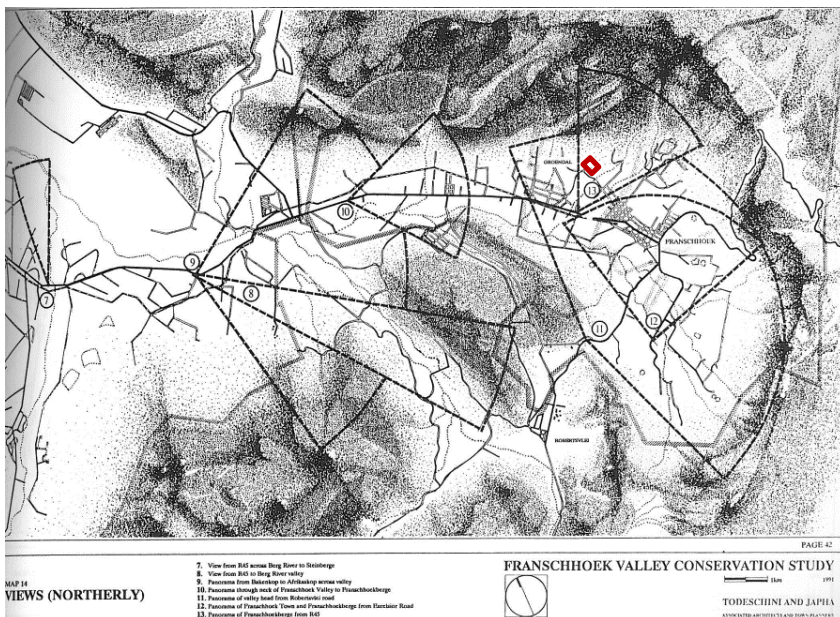 GROENDAL
13
10
FRANSCHHOEK
9
8
7
11
12
ROBERTSVLEI
PAGE 42
MAP 14
VIEWS (NORTHERLY)
7. View from R45 across Berg River to Simonsberge
8. View from R45 to Berg River valley
9. Panorama from Bakenkop to Afrikaskop across valley
10. Panorama through neck of Franschhoek Valley to Franschhoekberge
11. Panorama of valley head from Robertsvlei road
12. Panorama of Franschhoek Town and Franschhoekberge from Excelsior Road
13. Panorama of Franschhoekberge from R45
FRANSCHHOEK VALLEY CONSERVATION STUDY
1km 1991
TODESCHINI AND JAPHA
ASSOCIATED ARCHITECTS AND TOWN PLANNERS